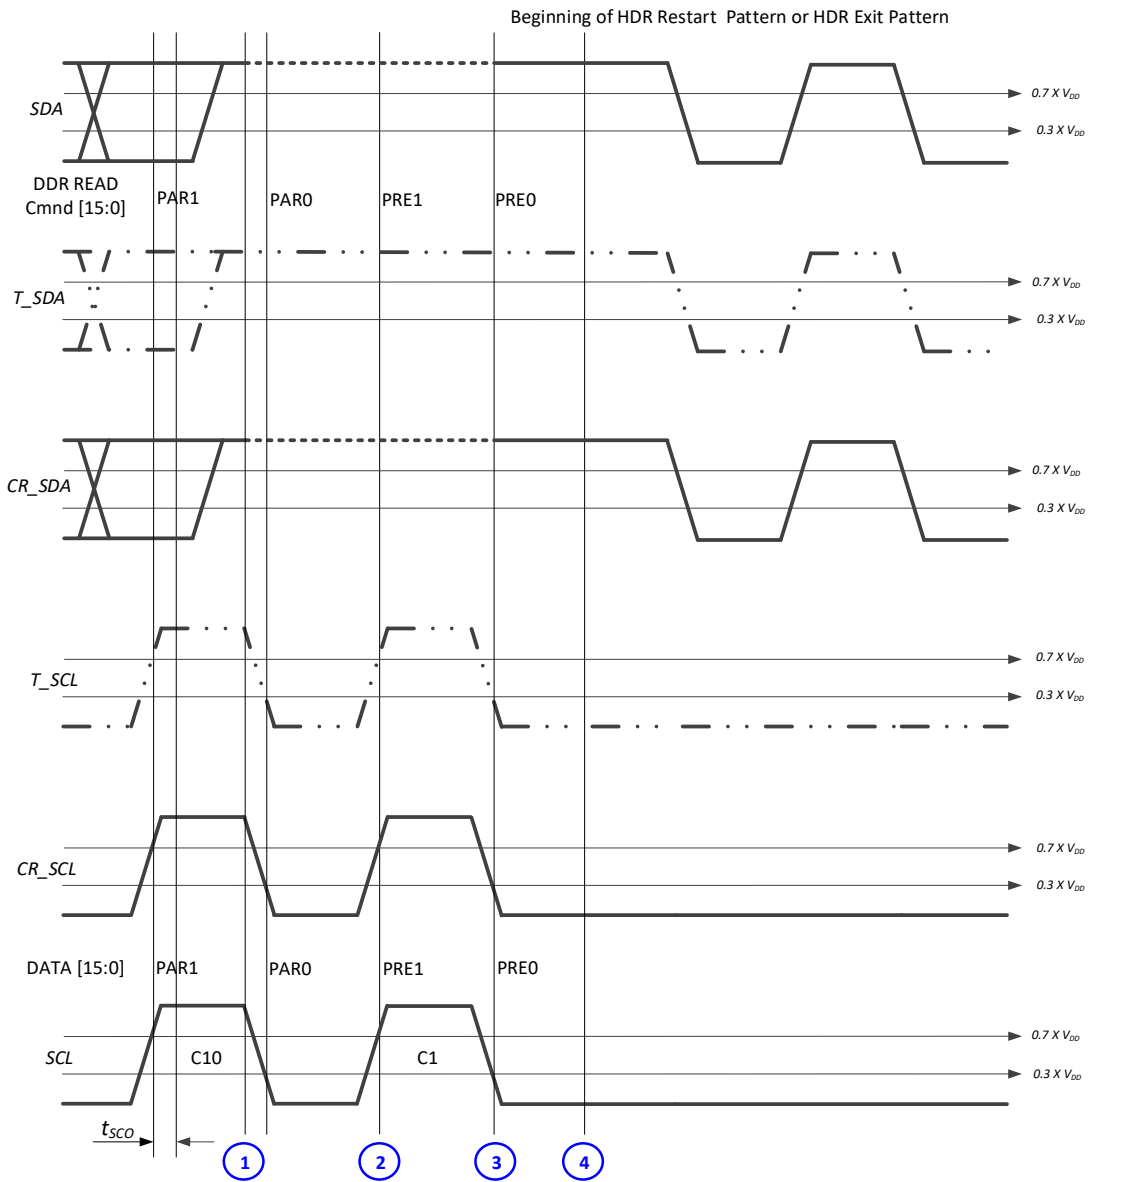 Beginning of HDR Restart Pattern or HDR Exit Pattern
SDA
0.7 X VDD
0.3 X VDD
DDR READ
Cmnd [15:0]
PAR1
PAR0
PRE1
PRE0
T_SDA
0.7 X VDD
0.3 X VDD
CR_SDA
0.7 X VDD
0.3 X VDD
T_SCL
0.7 X VDD
0.3 X VDD
CR_SCL
0.7 X VDD
0.3 X VDD
DATA [15:0]
PAR1
PAR0
PRE1
PRE0
SCL
C10
C1
0.7 X VDD
0.3 X VDD
tSCO
1
2
3
4